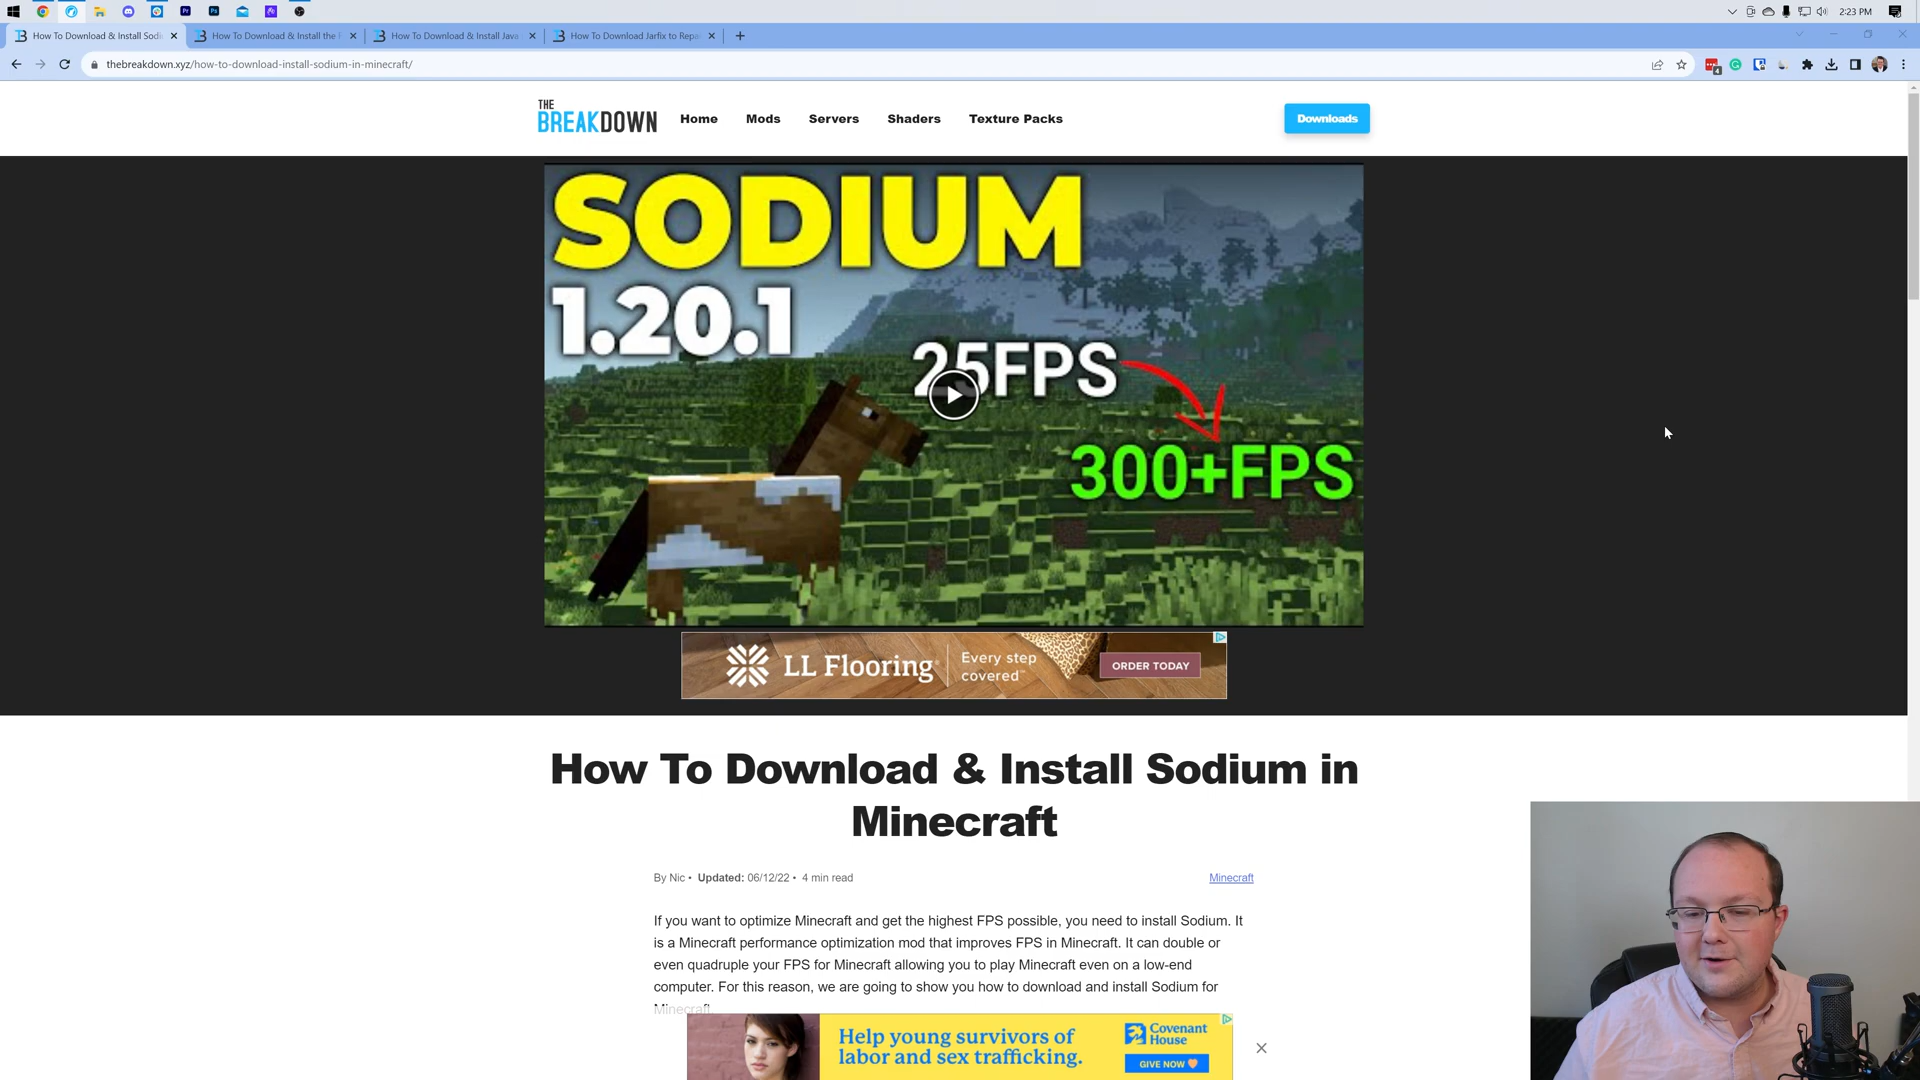 2:23 PM
How To Download & Install Sodi
How To Download & Install the
How To Download & Install Java
How To Download Jarfix to Repa
thebreakdown.xyz/how-to-download-install-sodium-in-minecraft/
4
THE
BREAKDOWN
Home
Mods
Servers
Shaders
Texture Packs
Downloads
SODIUM
1.20.1
25FPS
300+FPS
LL Flooring
Every step
covered™
ORDER TODAY
How To Download & Install Sodium in
Minecraft
By Nic • Updated: 06/12/22 • 4 min read
Minecraft
If you want to optimize Minecraft and get the highest FPS possible, you need to install Sodium. It
is a Minecraft performance optimization mod that improves FPS in Minecraft. It can double or
even quadruple your FPS for Minecraft allowing you to play Minecraft even on a low-end
computer. For this reason, we are going to show you how to download and install Sodium for
Minecraft.
Help young survivors of
labor and sex trafficking.
Covenant
House
GIVE NOW